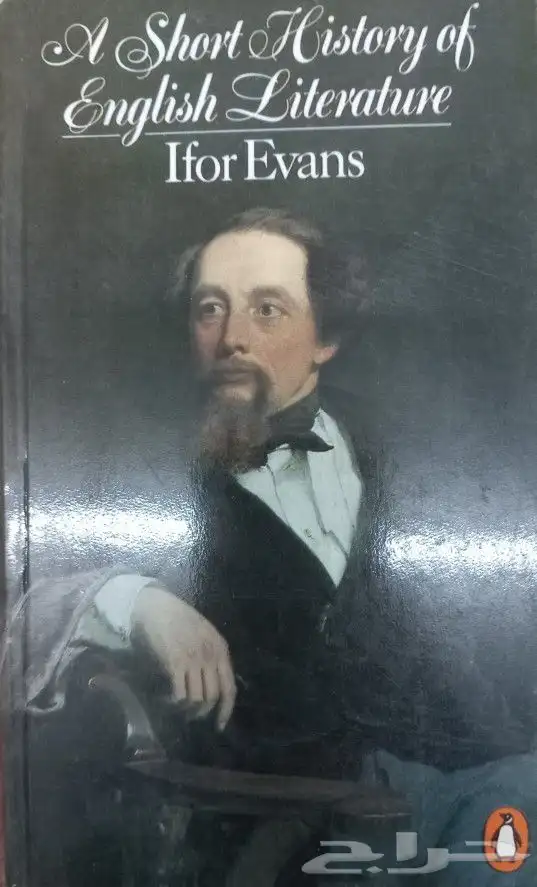 A Short History of
English Literature
Ifor Evans
حراج